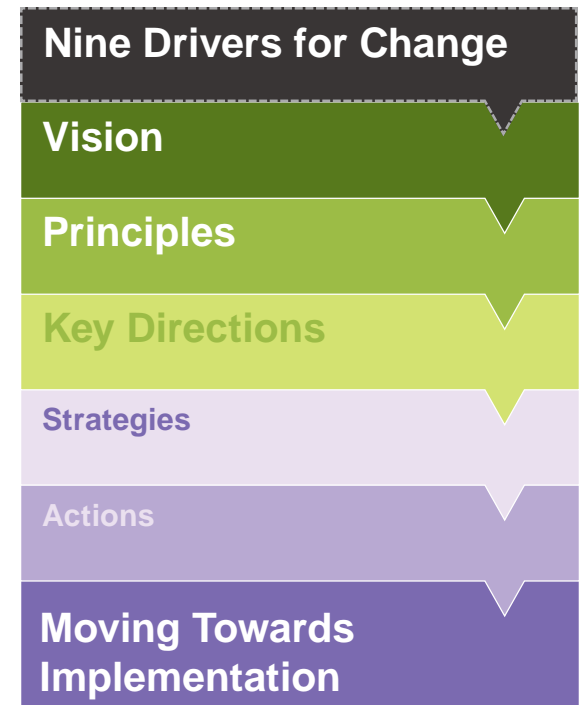 Nine Drivers for Change
Vision
Principles
Key Directions
Strategies
Actions
Moving Towards
Implementation